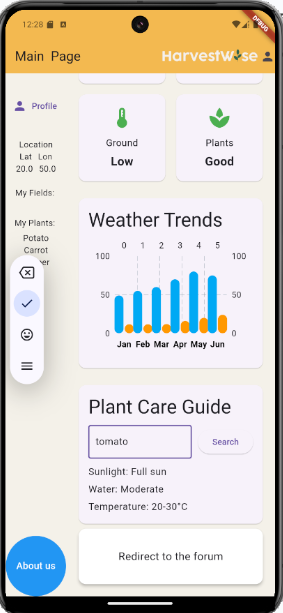 12:28
DEBUG
Main Page
HarvestWise
Profile
Location
Lat Lon
20.0 50.0
My Fields:
My Plants:
Potato
Carrot
Ground
Low
Plants
Good
Weather Trends
0 1 2 3 4 5
100 100
50 50
0 0
Jan Feb Mar Apr May Jun
Plant Care Guide
tomato
Search
Sunlight: Full sun
Water: Moderate
Temperature: 20-30°C
Redirect to the forum
About us